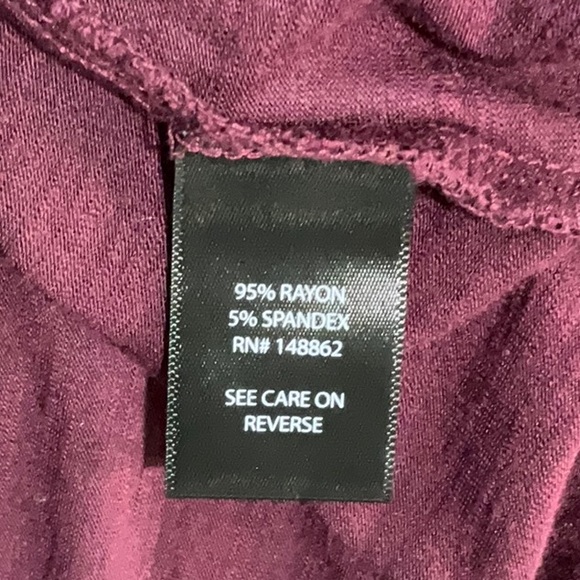 95% RAYON
5% SPANDEX
RN# 148862
SEE CARE ON
REVERSE